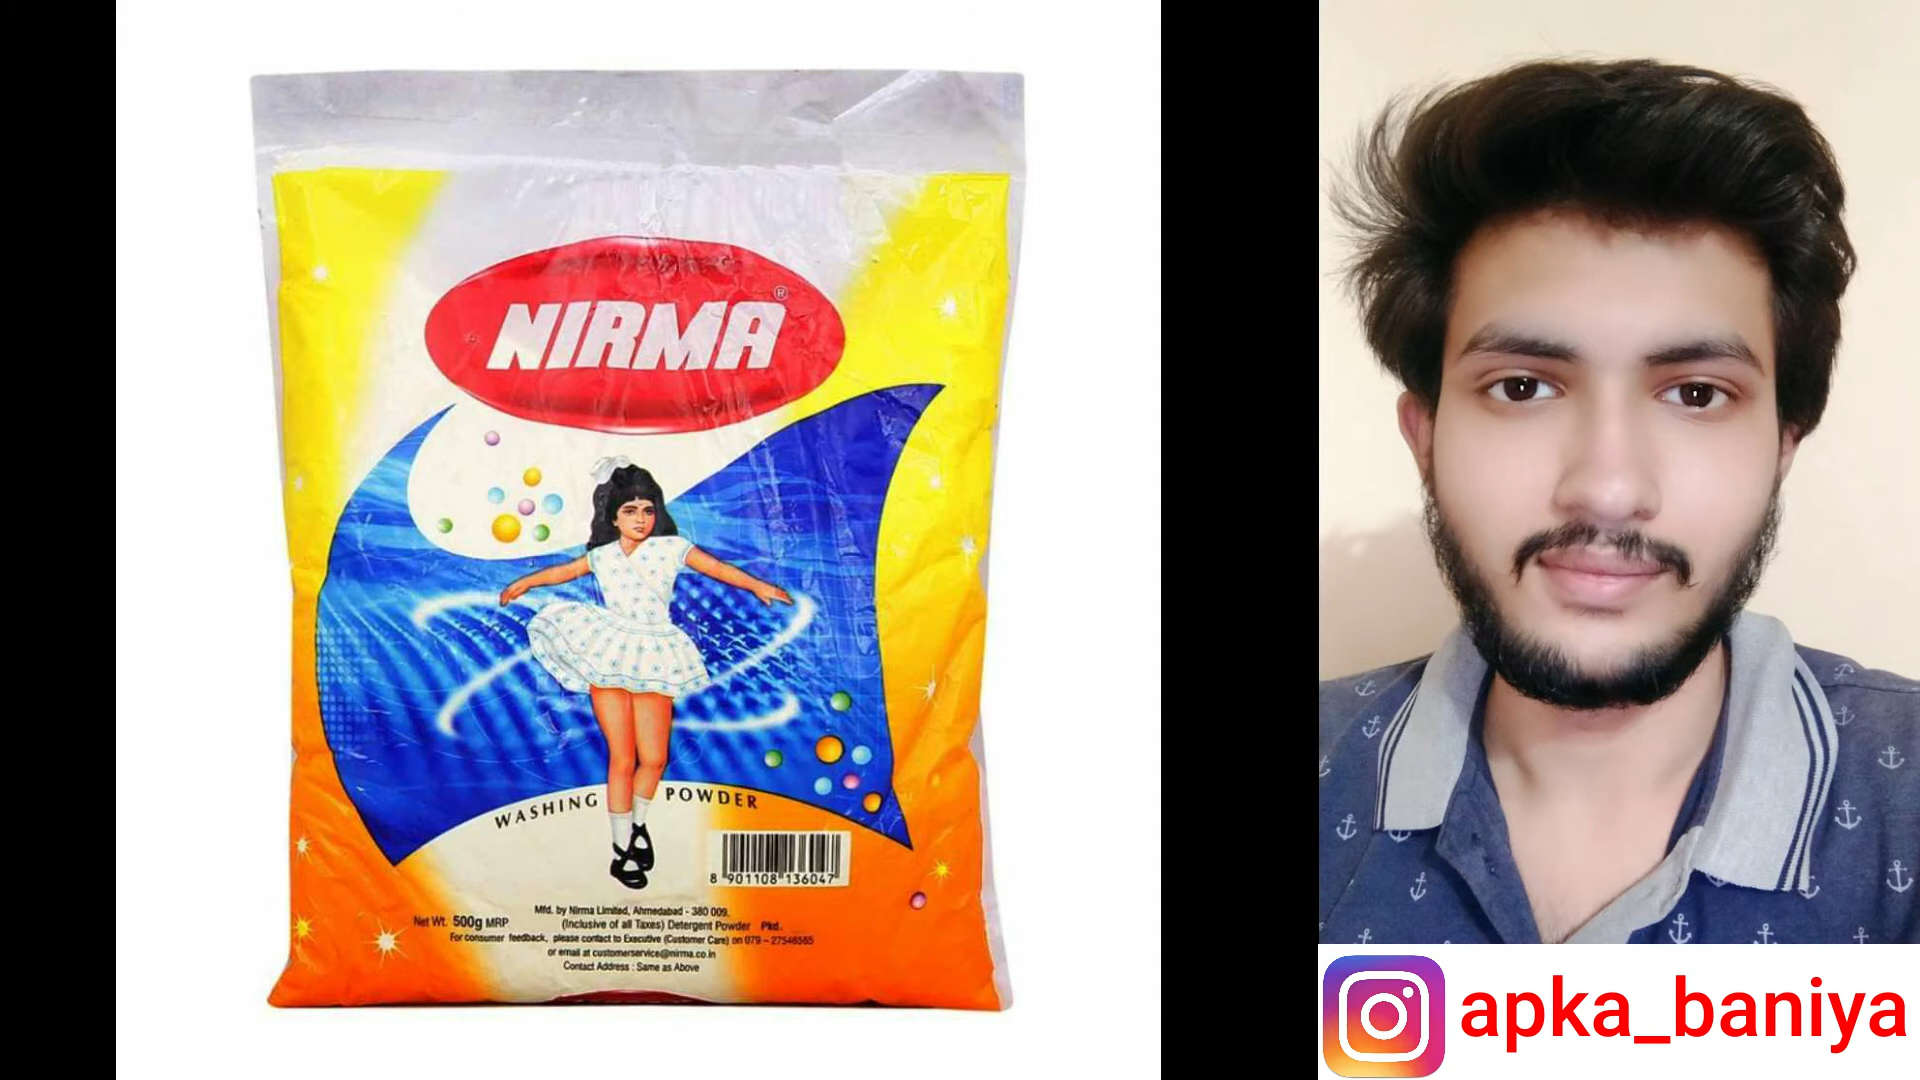 NIRMA®
WASHING POWDER
8 901108 136047
Mfd. by Nirma Limited, Ahmedabad - 380 009.
Net Wt. 500g MRP (Inclusive of all Taxes) Detergent Powder Pkd.
For consumer feedback, please contact to Executive (Customer Care) on 079 - 27546565
or email at customerservice@nirma.co.in
Contact Address : Same as Above
apka_baniya